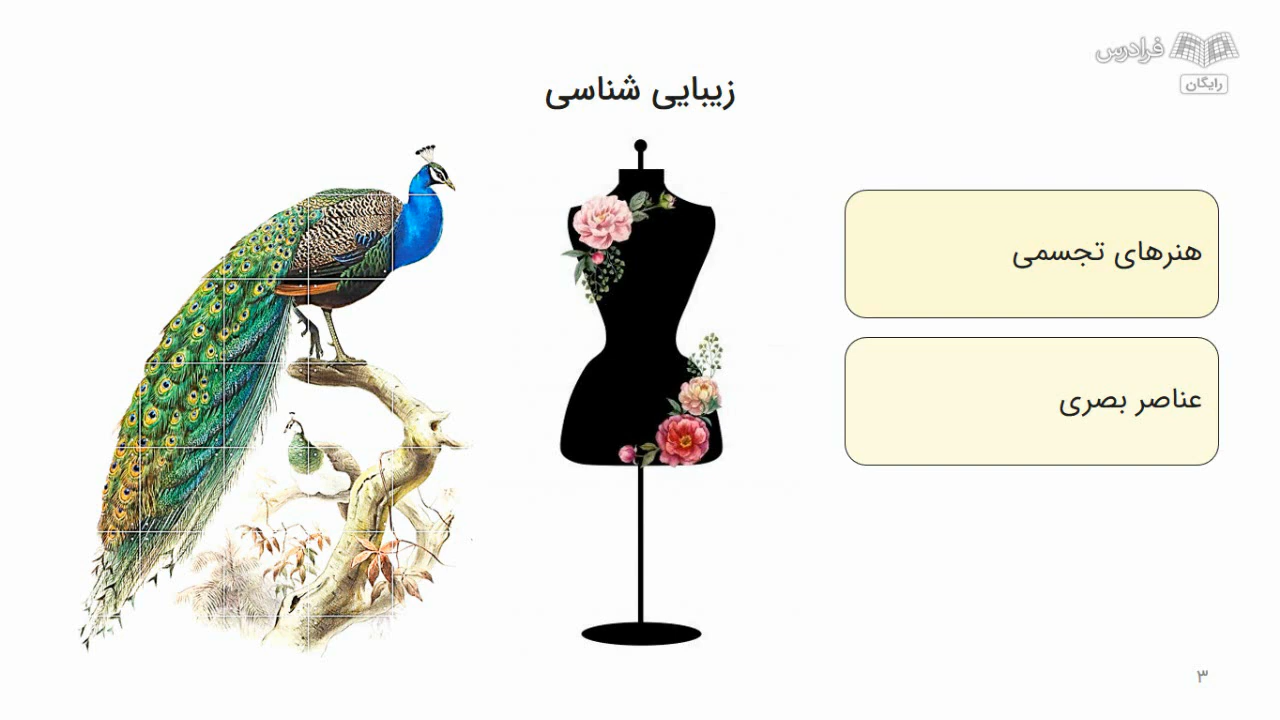 فرادرس
رایگان
زیبایی شناسی
هنرهای تجسمی
عناصر بصری
۳